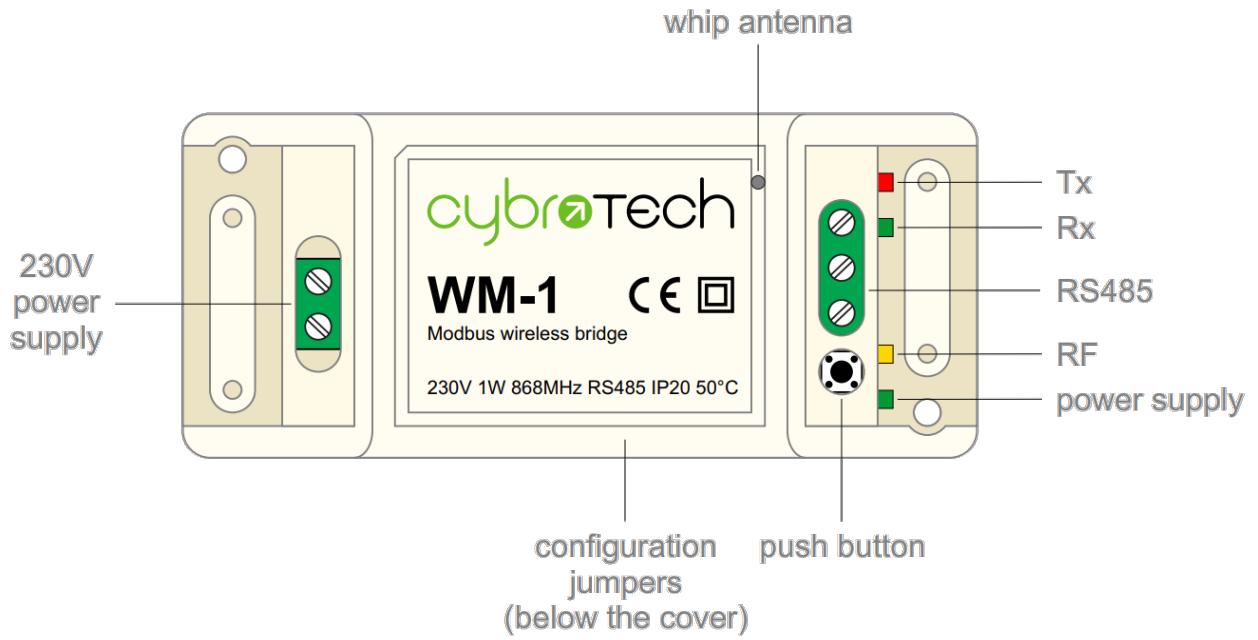 whip antenna
cybrotech
Tx
Rx
230V
power
supply
WM-1 CE
RS485
Modbus wireless bridge
RF
230V 1W 868MHz RS485 IP20 50°C
power supply
configuration
jumpers
(below the cover)
push button